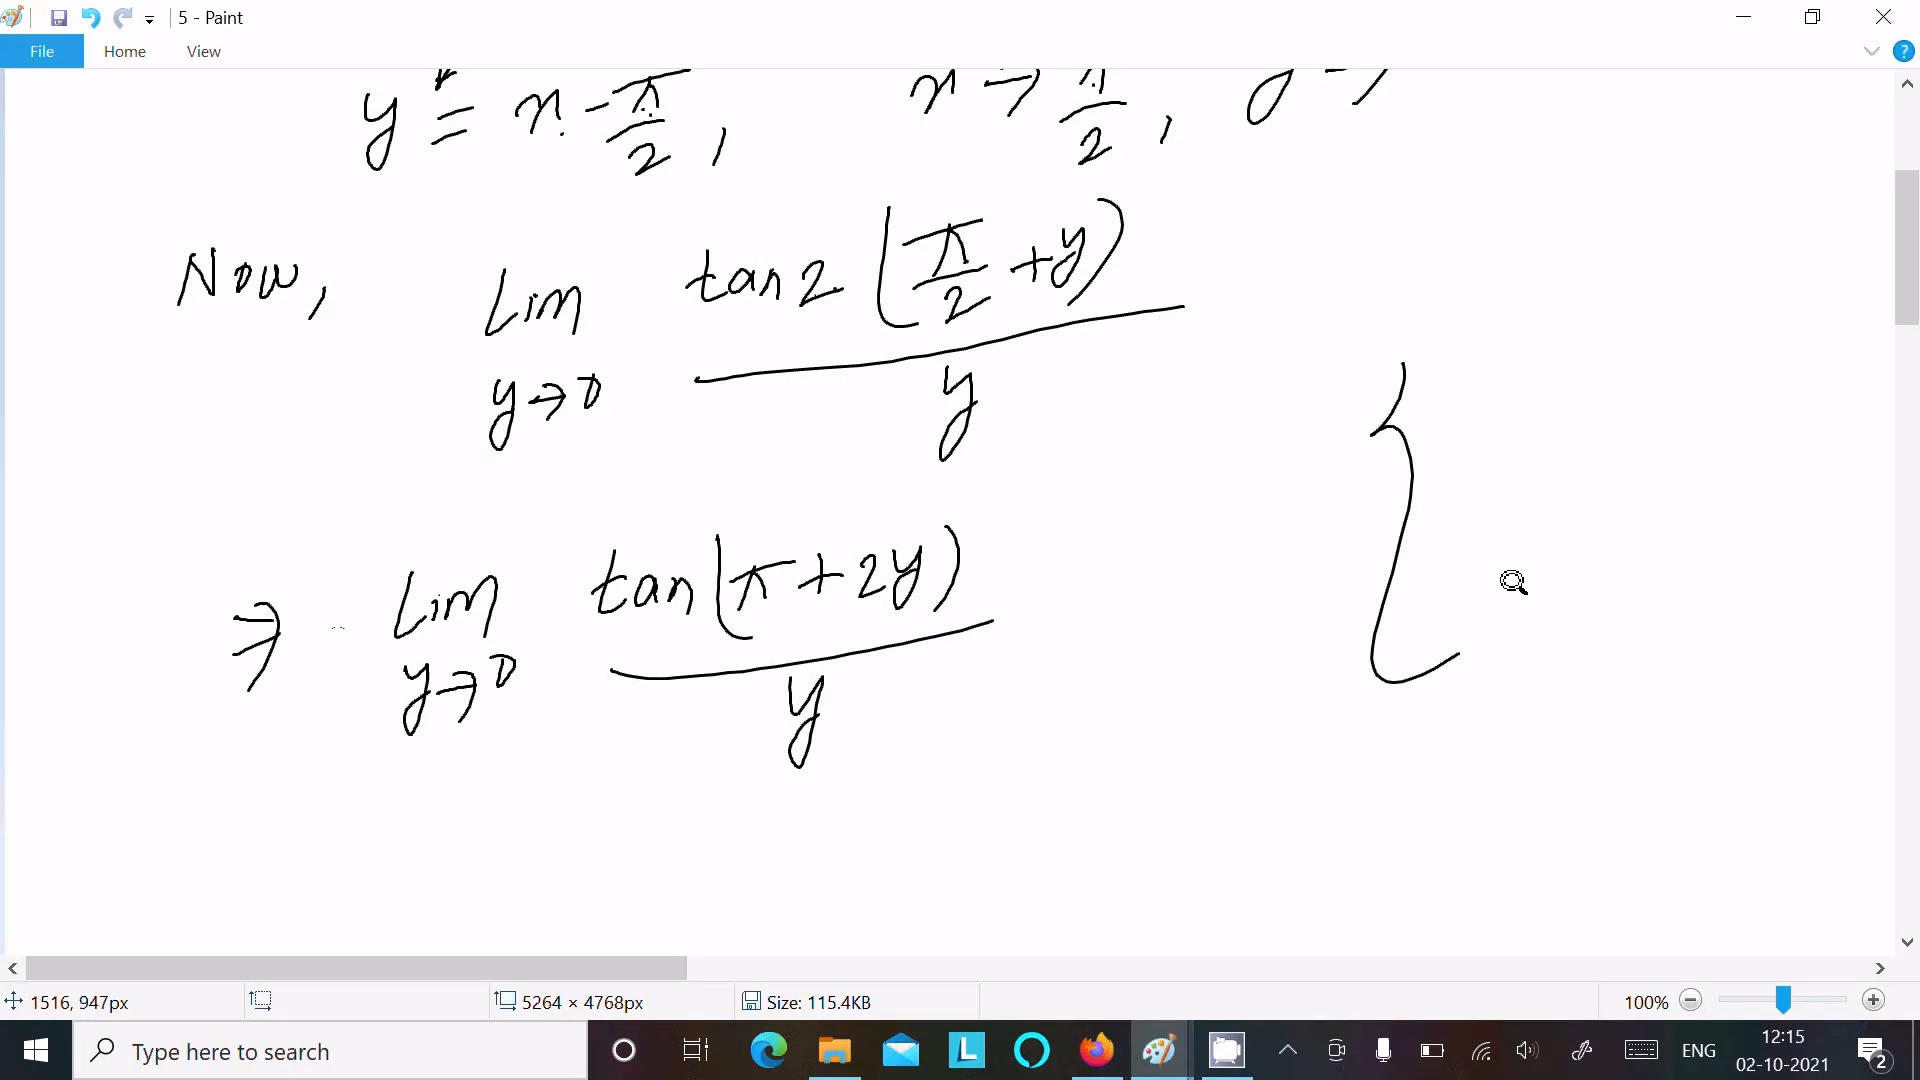 5 - Paint
File Home View
y = x - π/2, x → π/2, y →
Now, Lim y→0 tan 2 (π/2 + y) / y
⇒ Lim y→0 tan (π + 2y) / y
1516, 947px 5264 × 4768px Size: 115.4KB 100%
Type here to search L ENG 12:15
02-10-2021 2